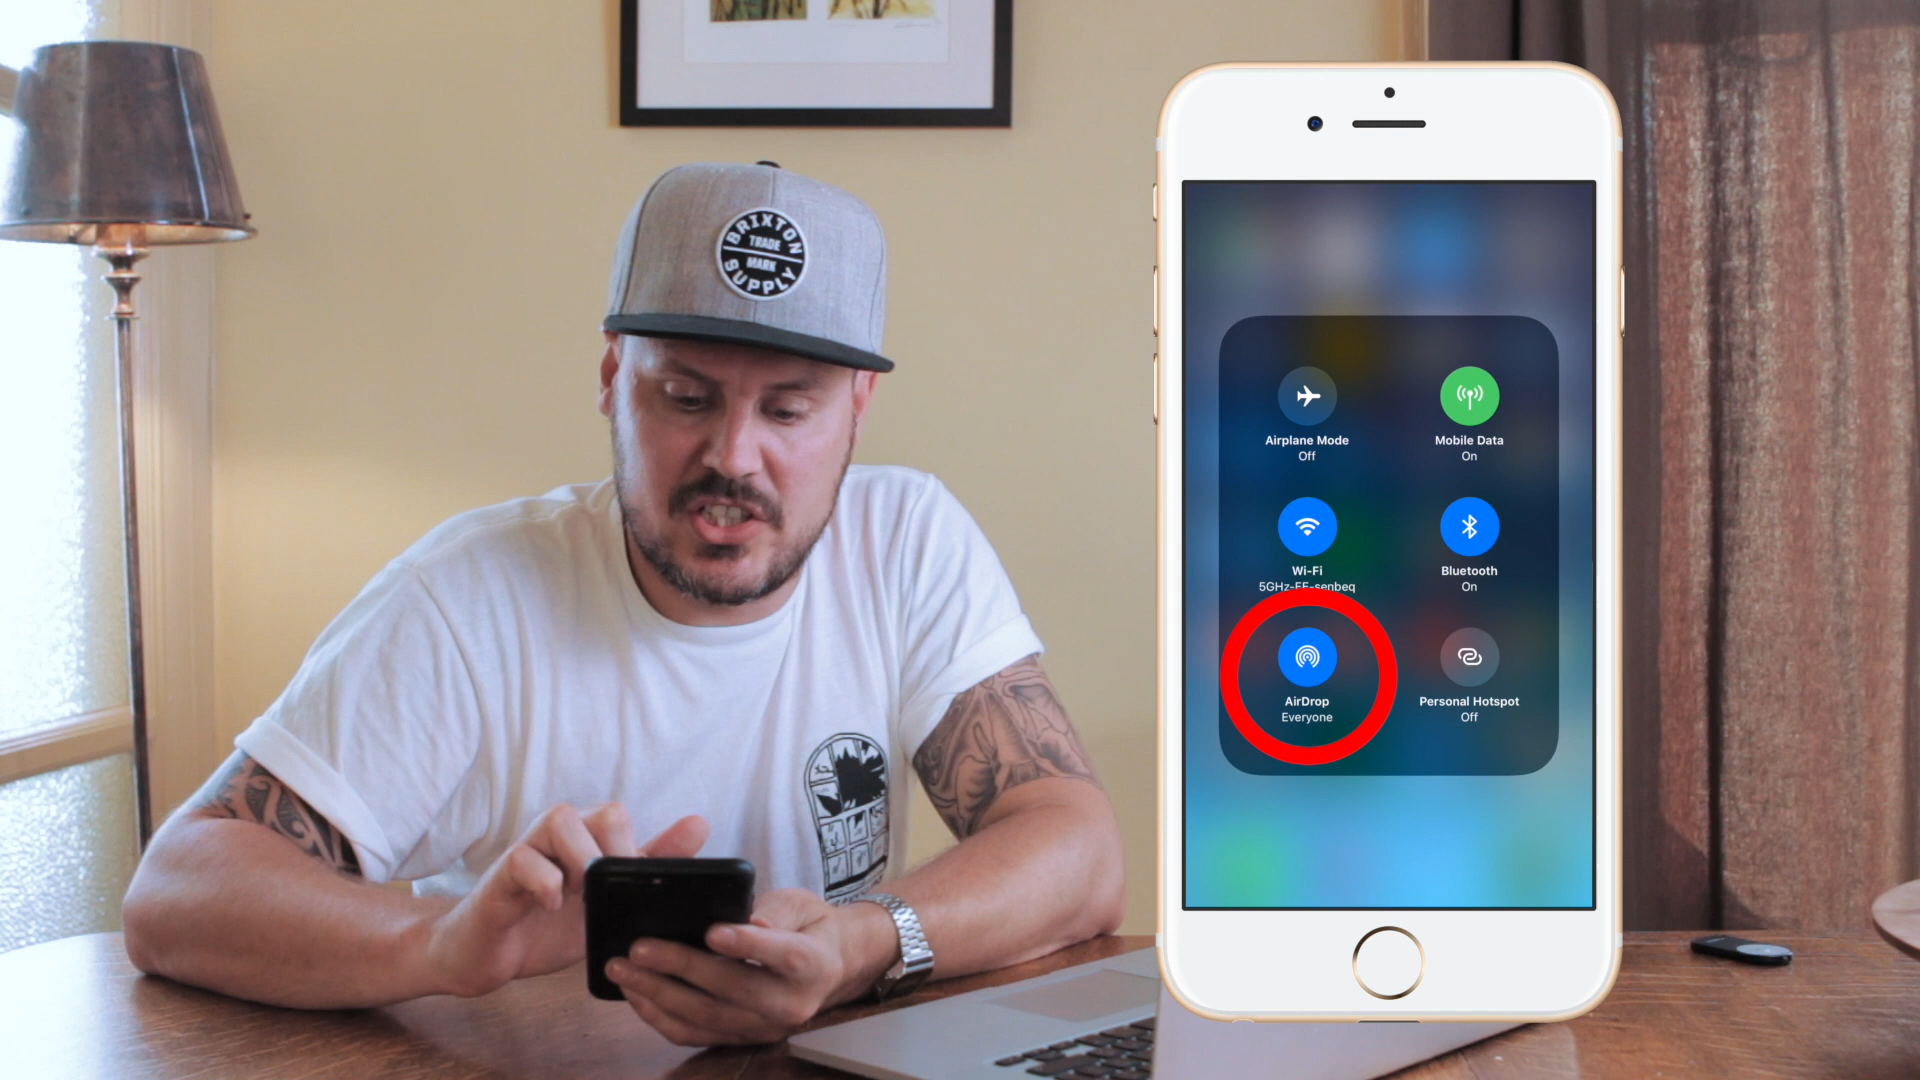 BRIXTON
TRADE
MARK
SUPPLY
Airplane Mode
Off
Mobile Data
On
Wi-Fi
5GHz-EE-senbeq
Bluetooth
On
AirDrop
Everyone
Personal Hotspot
Off